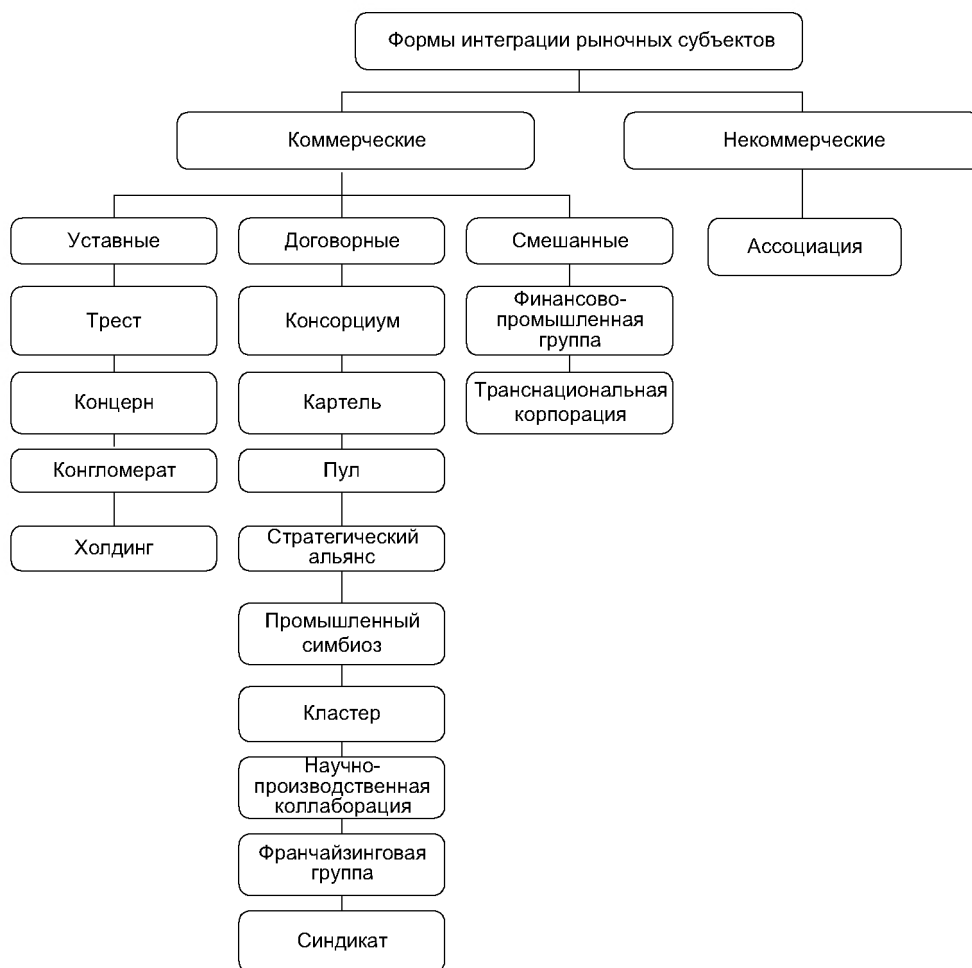 Формы интеграции рыночных субъектов
Коммерческие
Некоммерческие
Уставные
Договорные
Смешанные
Ассоциация
Трест
Консорциум
Финансово-
промышленная
группа
Концерн
Картель
Транснациональная
корпорация
Конгломерат
Пул
Холдинг
Стратегический
альянс
Промышленный
симбиоз
Кластер
Научно-
производственная
коллаборация
Франчайзинговая
группа
Синдикат